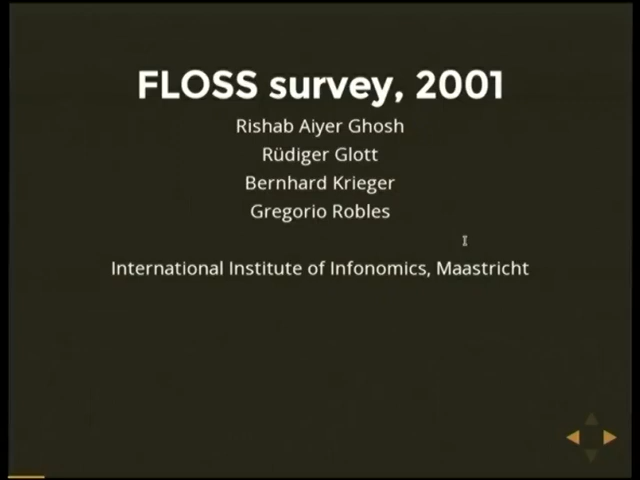 FLOSS survey, 2001
Rishab Aiyer Ghosh
Rüdiger Glott
Bernhard Krieger
Gregorio Robles
International Institute of Infonomics, Maastricht